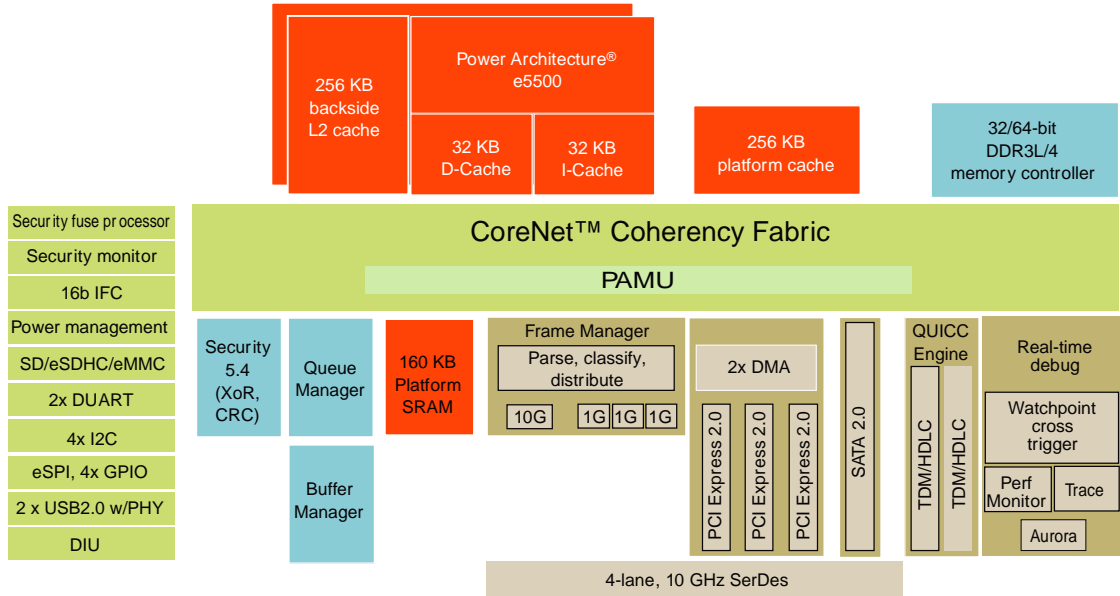 256 KB
backside
L2 cache
Power Architecture®
e5500
32 KB
D-Cache
32 KB
I-Cache
256 KB
platform cache
32/64-bit
DDR3L/4
memory controller
Security fuse processor
Security monitor
16b IFC
Power management
SD/eSDHC/eMMC
2x DUART
4x I2C
eSPI, 4x GPIO
2 x USB2.0 w/PHY
DIU
CoreNet™ Coherency Fabric
PAMU
Security
5.4
(XoR,
CRC)
Queue
Manager
Buffer
Manager
160 KB
Platform
SRAM
Frame Manager
Parse, classify,
distribute
10G
1G
1G
1G
2x DMA
PCI Express 2.0
PCI Express 2.0
PCI Express 2.0
SATA 2.0
QUICC
Engine
TDM/HDLC
TDM/HDLC
Real-time
debug
Watchpoint
cross
trigger
Perf
Monitor
Trace
Aurora
4-lane, 10 GHz SerDes